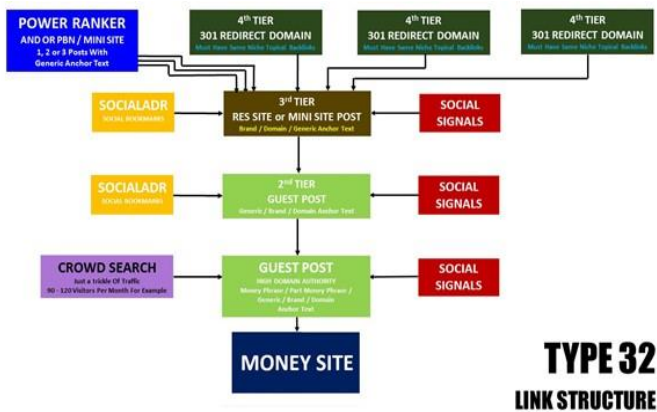 POWER RANKER
AND OR PBN / MINI SITE
1, 2 or 3 Posts With
Generic Anchor Text
4th TIER
301 REDIRECT DOMAIN
Must Have Same Niche Topical Backlinks
4th TIER
301 REDIRECT DOMAIN
Must Have Same Niche Topical Backlinks
4th TIER
301 REDIRECT DOMAIN
Must Have Same Niche Topical Backlinks
SOCIALADR
SOCIAL BOOKMARKS
3rd TIER
RES SITE or MINI SITE POST
Brand / Domain / Generic Anchor Text
SOCIAL
SIGNALS
SOCIALADR
SOCIAL BOOKMARKS
2nd TIER
GUEST POST
Generic / Brand / Domain Anchor Text
SOCIAL
SIGNALS
CROWD SEARCH
Just a trickle Of Traffic
90 - 120 Visitors Per Month For Example
GUEST POST
HIGH DOMAIN AUTHORITY
Money Phrase / Part Money Phrase /
Generic / Brand / Domain
Anchor Text
SOCIAL
SIGNALS
MONEY SITE
TYPE 32
LINK STRUCTURE